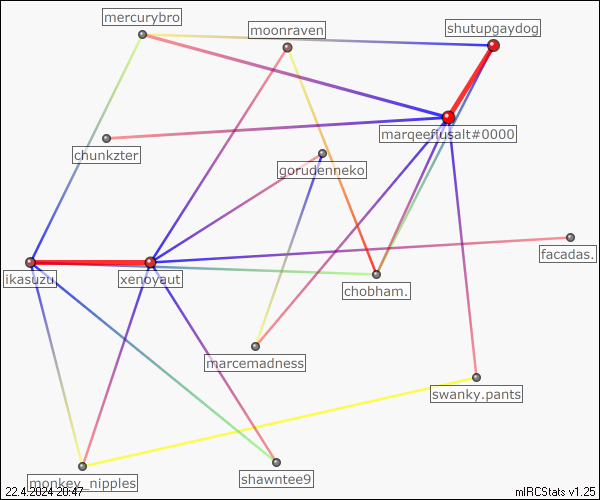 mercurybro
shutupgaydog
moonraven
marqeefjusalt#0000
chunkzter
gorudenneko
facadas.
ikasuzu
xenoyaut
chobham.
marcemadness
swanky.pants
monkey_nipples
shawntee9
22.4.2024 20:47
mIRCStats v1.25